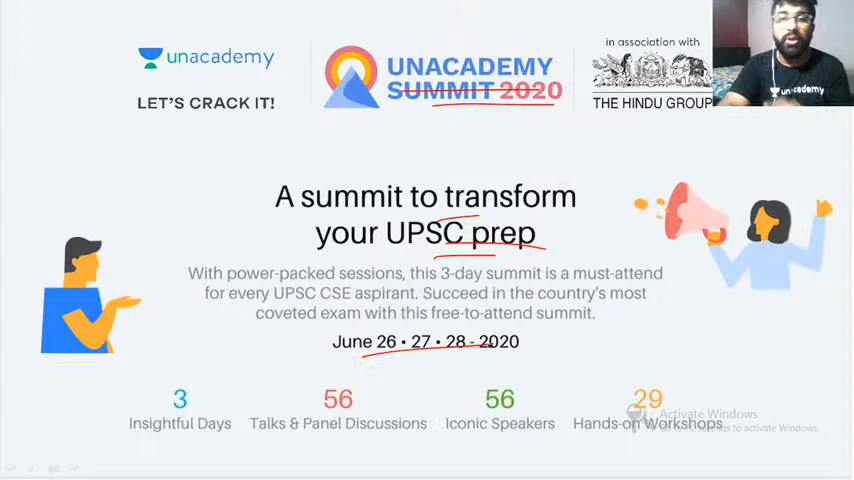 unacademy
LET'S CRACK IT!
UNACADEMY
SUMMIT 2020
in association with
THE HINDU GROUP
unacademy
A summit to transform
your UPSC prep
With power-packed sessions, this 3-day summit is a must-attend
for every UPSC CSE aspirant. Succeed in the country's most
coveted exam with this free-to-attend summit.
June 26 • 27 • 28 - 2020
3
Insightful Days
56
Talks & Panel Discussions
56
Iconic Speakers
29
Hands-on Workshops
Activate Windows
to activate Windows.